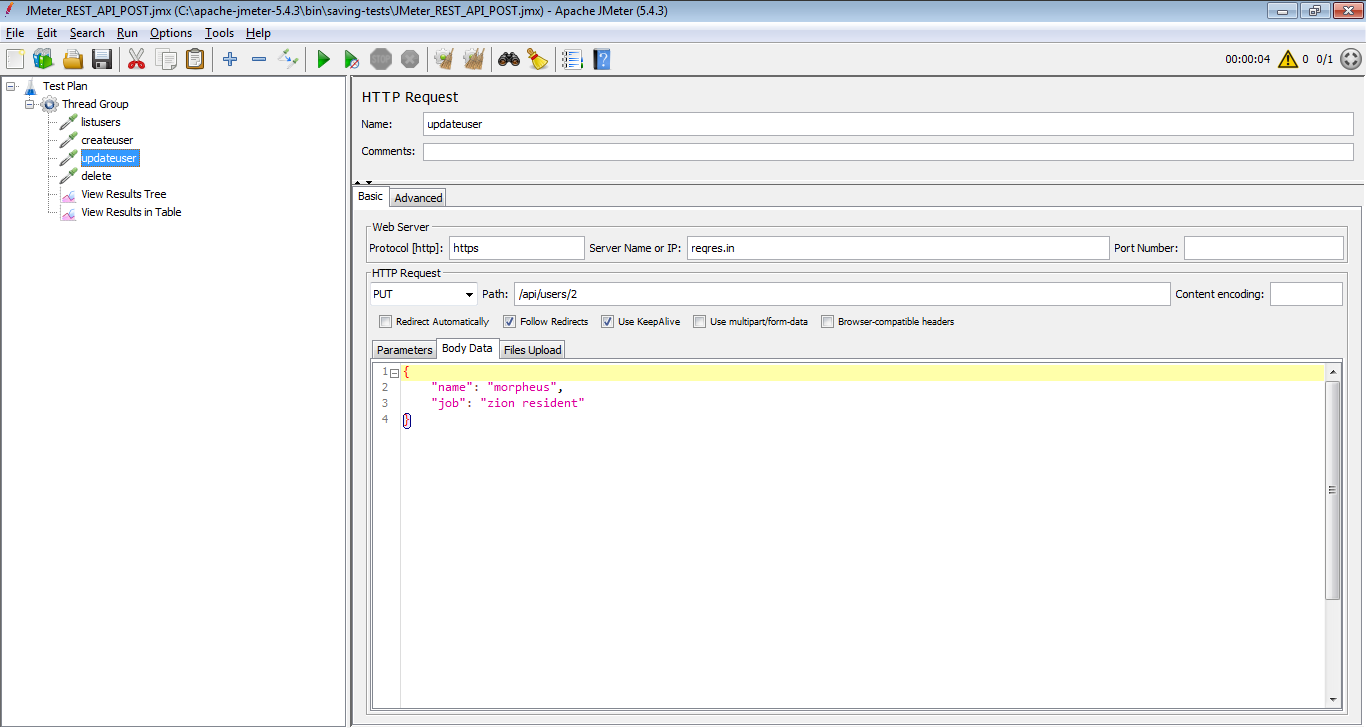 JMeter_REST_API_POST.jmx (C:\apache-jmeter-5.4.3\bin\saving-tests\JMeter_REST_API_POST.jmx) - Apache JMeter (5.4.3)
File Edit Search Run Options Tools Help
STOP 00:00:04 0 0/1
Test Plan
Thread Group
listusers
createuser
updateuser
delete
View Results Tree
View Results in Table
HTTP Request
Name: updateuser
Comments:
Basic Advanced
Web Server
Protocol [http]: https Server Name or IP: reqres.in Port Number:
HTTP Request
PUT Path: /api/users/2 Content encoding:
Redirect Automatically Follow Redirects Use KeepAlive Use multipart/form-data Browser-compatible headers
Parameters Body Data Files Upload
1 {
2 "name": "morpheus",
3 "job": "zion resident"
4 }